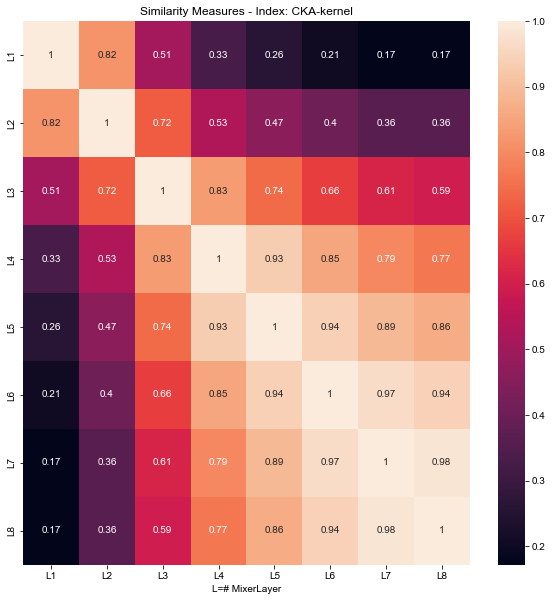 Similarity Measures - Index: CKA-kernel
L1 1 0.82 0.51 0.33 0.26 0.21 0.17 0.17
L2 0.82 1 0.72 0.53 0.47 0.4 0.36 0.36
L3 0.51 0.72 1 0.83 0.74 0.66 0.61 0.59
L4 0.33 0.53 0.83 1 0.93 0.85 0.79 0.77
L5 0.26 0.47 0.74 0.93 1 0.94 0.89 0.86
L6 0.21 0.4 0.66 0.85 0.94 1 0.97 0.94
L7 0.17 0.36 0.61 0.79 0.89 0.97 1 0.98
L8 0.17 0.36 0.59 0.77 0.86 0.94 0.98 1
L1 L2 L3 L4 L5 L6 L7 L8
L=# MixerLayer
1.0
0.9
0.8
0.7
0.6
0.5
0.4
0.3
0.2